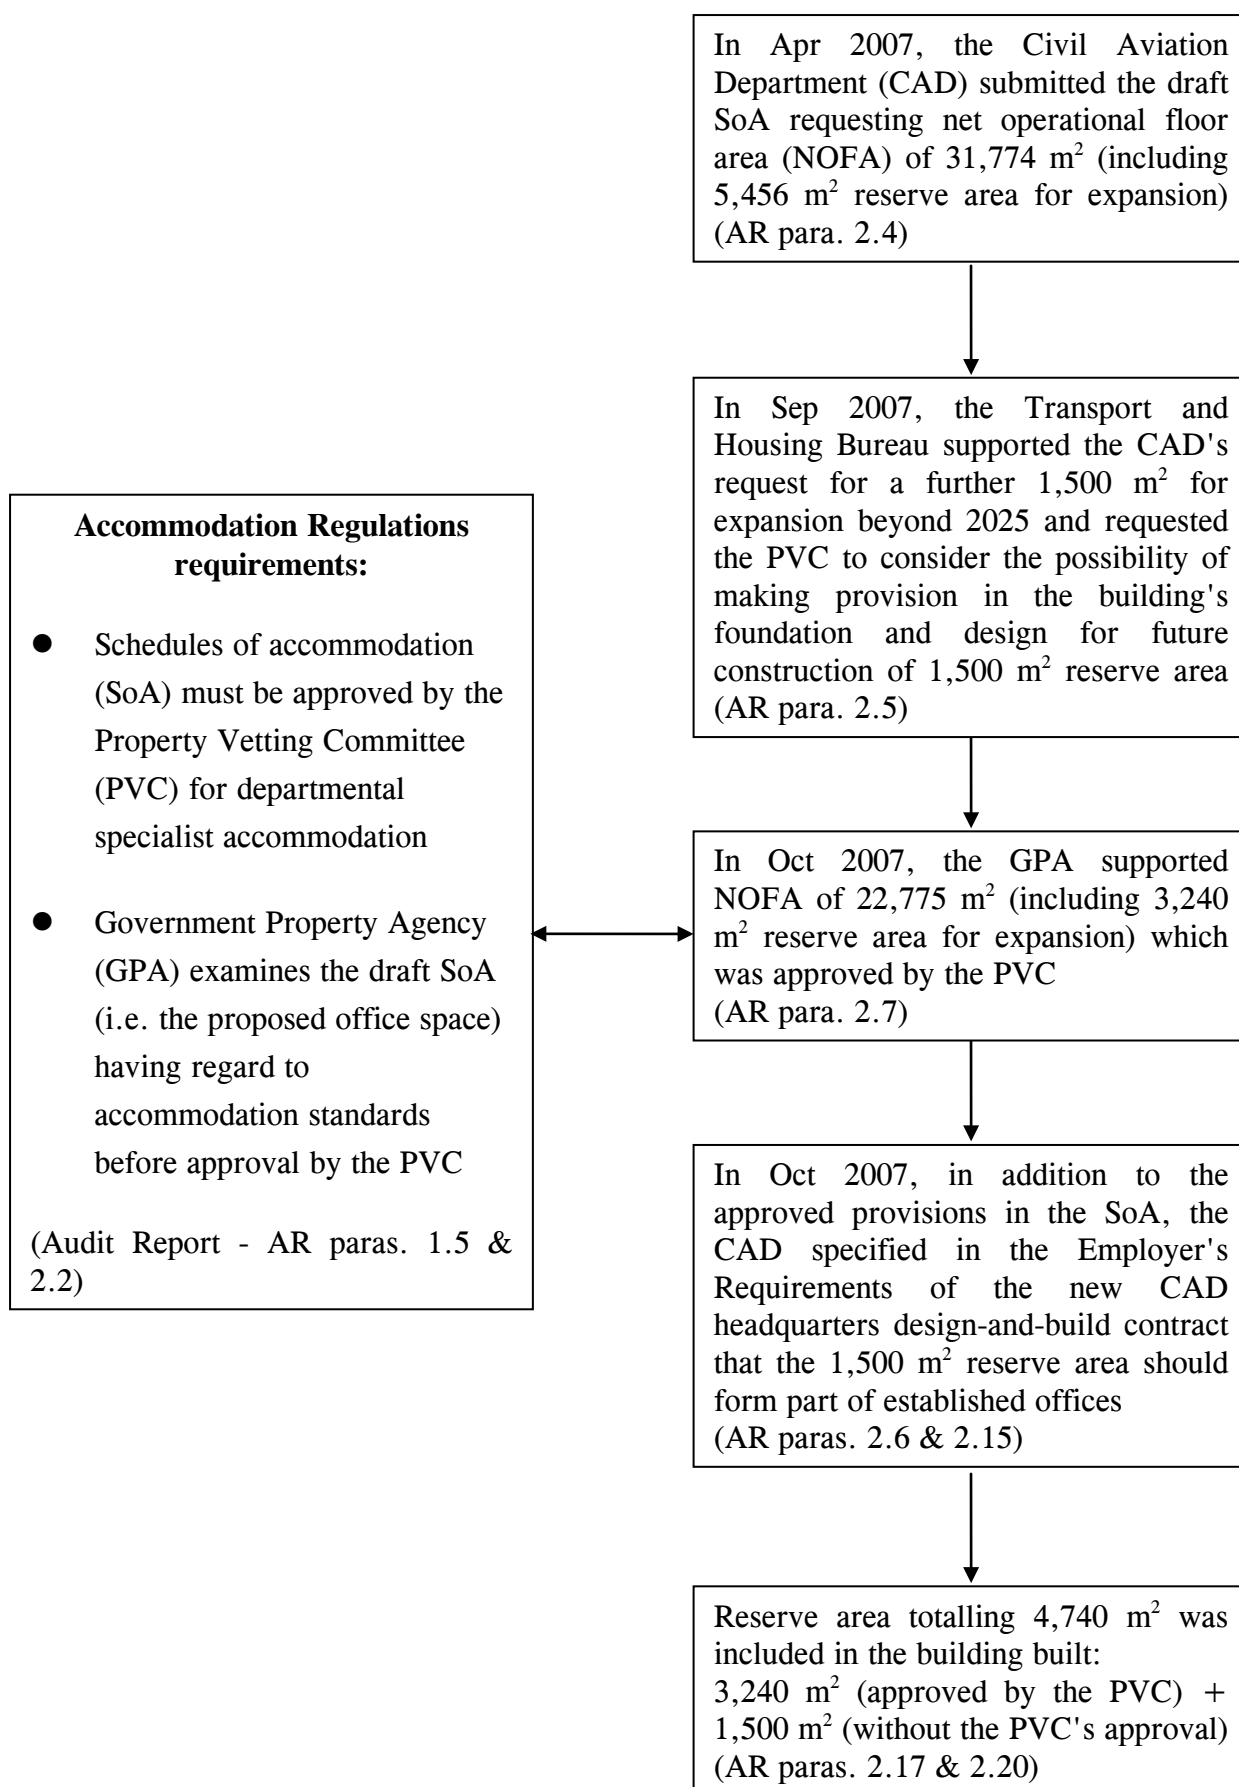 In Apr 2007, the Civil Aviation
Department (CAD) submitted the draft
SoA requesting net operational floor
area (NOFA) of 31,774 m² (including
5,456 m² reserve area for expansion)
(AR para. 2.4)
In Sep 2007, the Transport and
Housing Bureau supported the CAD's
request for a further 1,500 m² for
expansion beyond 2025 and requested
the PVC to consider the possibility of
making provision in the building's
foundation and design for future
construction of 1,500 m² reserve area
(AR para. 2.5)
Accommodation Regulations
requirements:
● Schedules of accommodation
(SoA) must be approved by the
Property Vetting Committee
(PVC) for departmental
specialist accommodation
● Government Property Agency
(GPA) examines the draft SoA
(i.e. the proposed office space)
having regard to
accommodation standards
before approval by the PVC
(Audit Report - AR paras. 1.5 &
2.2)
In Oct 2007, the GPA supported
NOFA of 22,775 m² (including 3,240
m² reserve area for expansion) which
was approved by the PVC
(AR para. 2.7)
In Oct 2007, in addition to the
approved provisions in the SoA, the
CAD specified in the Employer's
Requirements of the new CAD
headquarters design-and-build contract
that the 1,500 m² reserve area should
form part of established offices
(AR paras. 2.6 & 2.15)
Reserve area totalling 4,740 m² was
included in the building built:
3,240 m² (approved by the PVC) +
1,500 m² (without the PVC's approval)
(AR paras. 2.17 & 2.20)